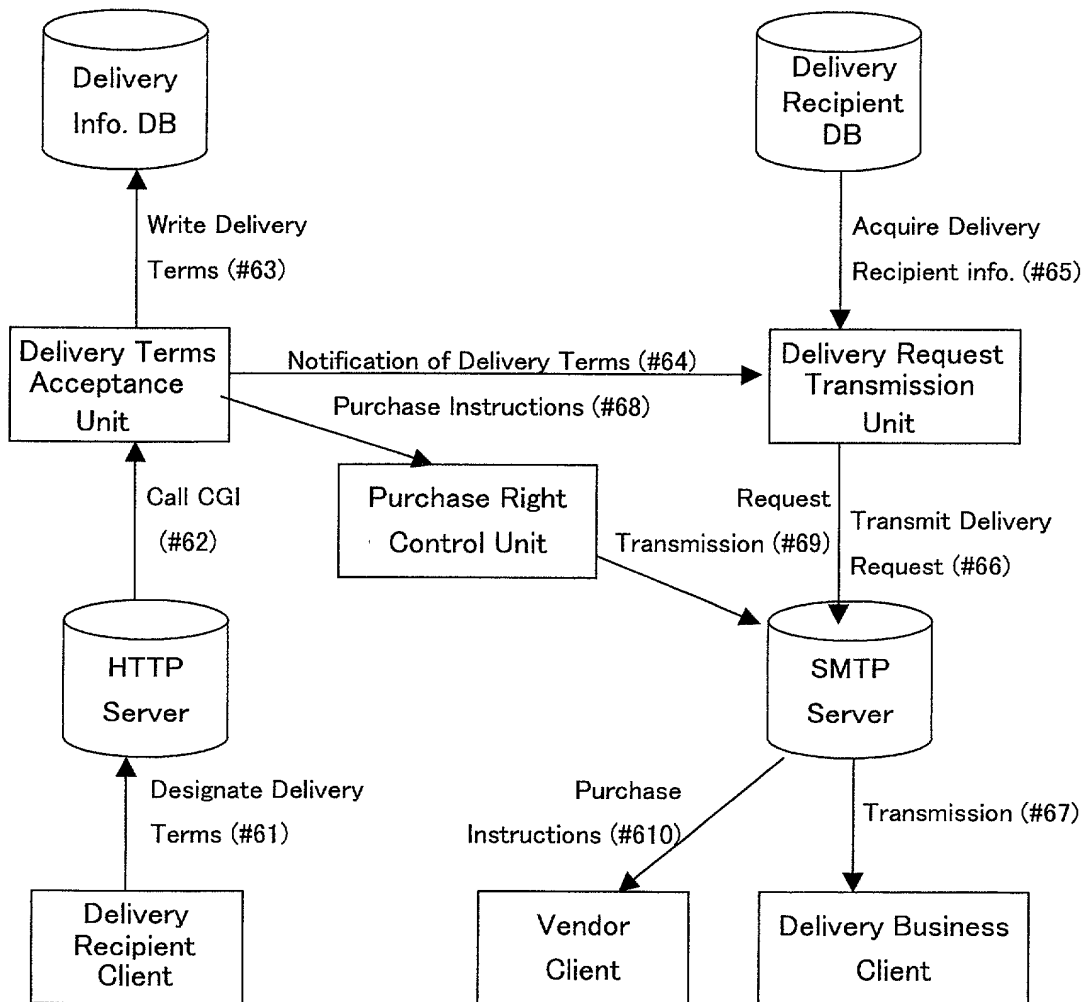 Delivery
Info. DB
Delivery
Recipient
DB
Write Delivery
Terms (#63)
Acquire Delivery
Recipient info. (#65)
Delivery Terms
Acceptance
Unit
Notification of Delivery Terms (#64)
Purchase Instructions (#68)
Delivery Request
Transmission
Unit
Call CGI
(#62)
Purchase Right
Control Unit
Request
Transmission (#69)
Transmit Delivery
Request (#66)
HTTP
Server
SMTP
Server
Designate Delivery
Terms (#61)
Purchase
Instructions (#610)
Transmission (#67)
Delivery
Recipient
Client
Vendor
Client
Delivery Business
Client